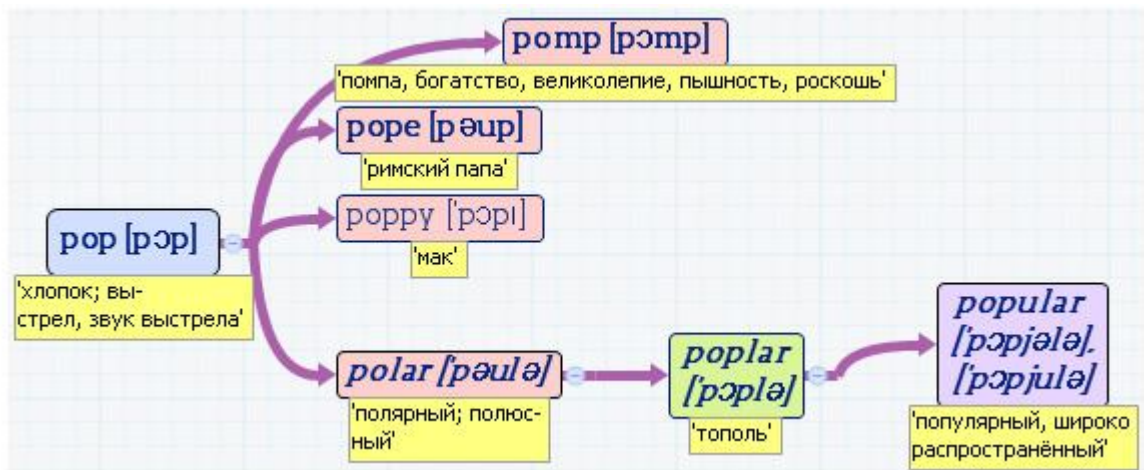 pomp [pɔmp]
'помпа, богатство, великолепие, пышность, роскошь'
pope [pəup]
'римский папа'
poppy ['pɔpɪ]
'мак'
pop [pɔp]
'хлопок; вы-
стрел, звук выстрела'
polar ['pəulə]
'полярный; полюс-
ный'
poplar
['pɔplə]
'тополь'
popular
['pɔpjələ],
['pɔpjulə]
'популярный, широко
распространённый'